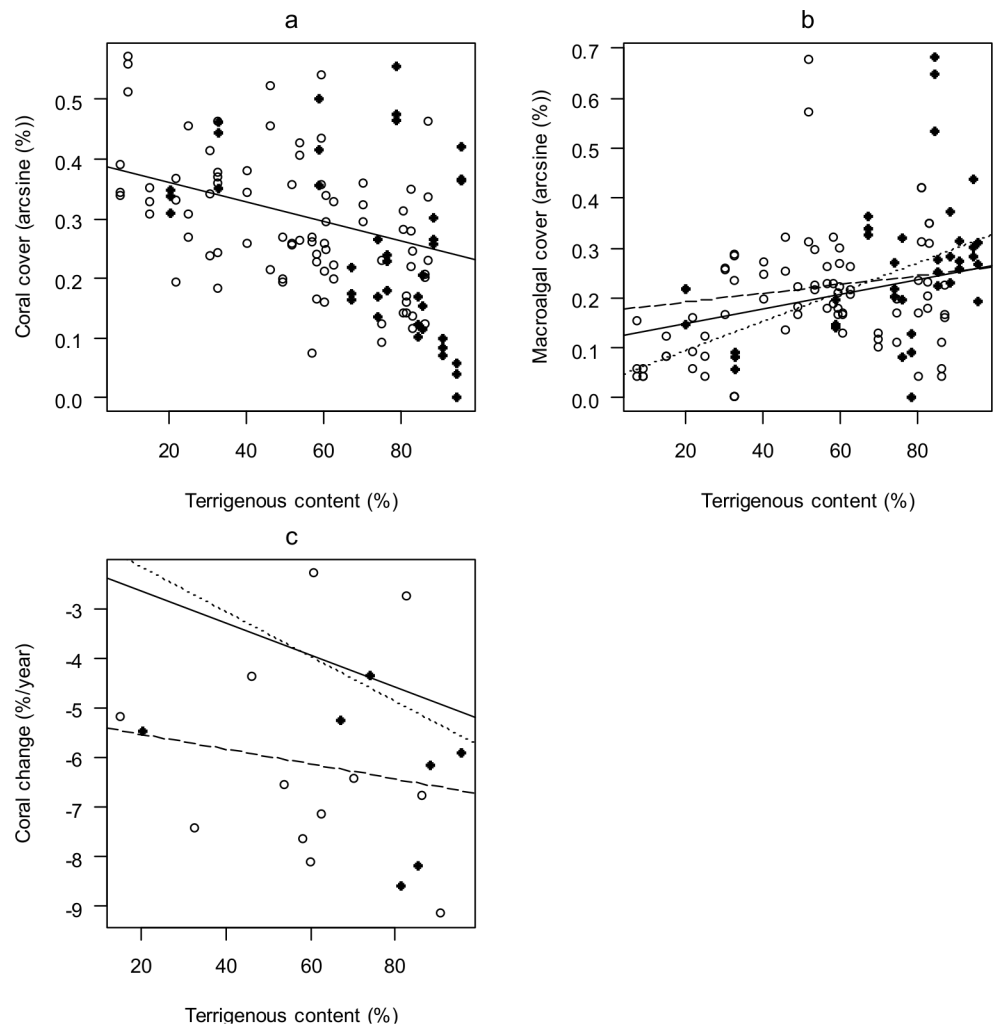 a
Coral cover (arcsine (%))
0.5
0.4
0.3
0.2
0.1
0.0
20 40 60 80
Terrigenous content (%)
b
Macroalgal cover (arcsine (%))
0.7
0.6
0.5
0.4
0.3
0.2
0.1
0.0
20 40 60 80
Terrigenous content (%)
c
Coral change (%/year)
-3
-4
-5
-6
-7
-8
-9
20 40 60 80
Terrigenous content (%)